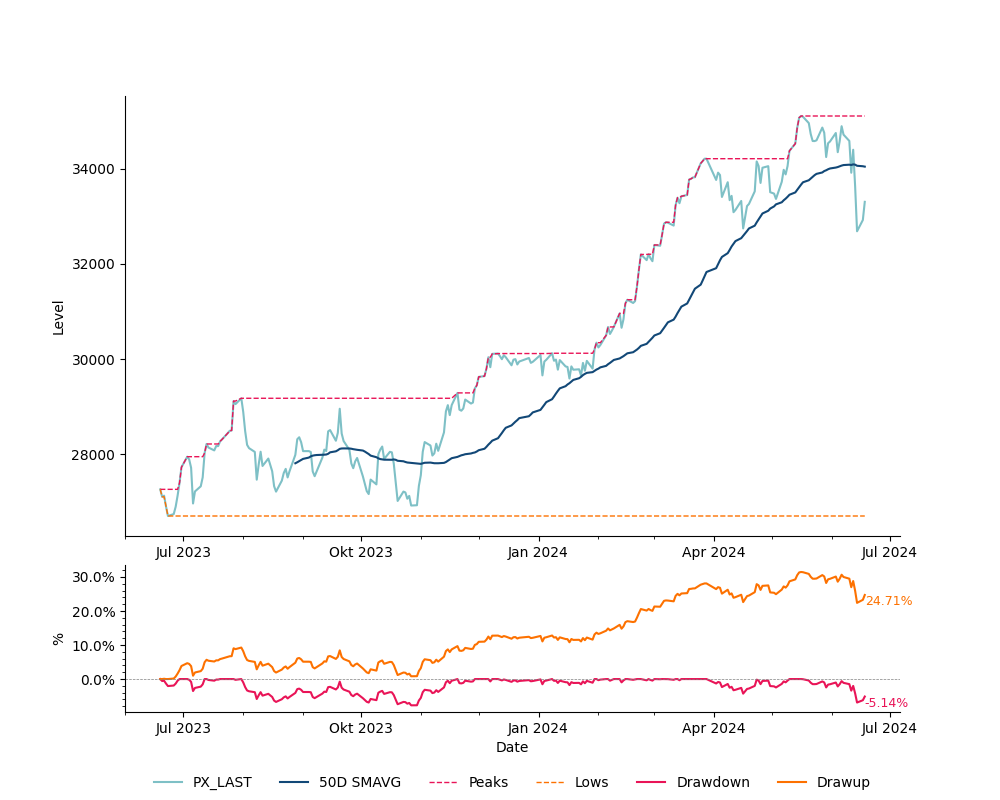 34000
32000
30000
28000
Level
Jul 2023
Okt 2023
Jan 2024
Apr 2024
Jul 2024
30.0%
20.0%
10.0%
0.0%
%
24.71%
-5.14%
Jul 2023
Okt 2023
Jan 2024
Apr 2024
Jul 2024
Date
PX_LAST 50D SMAVG Peaks Lows Drawdown Drawup